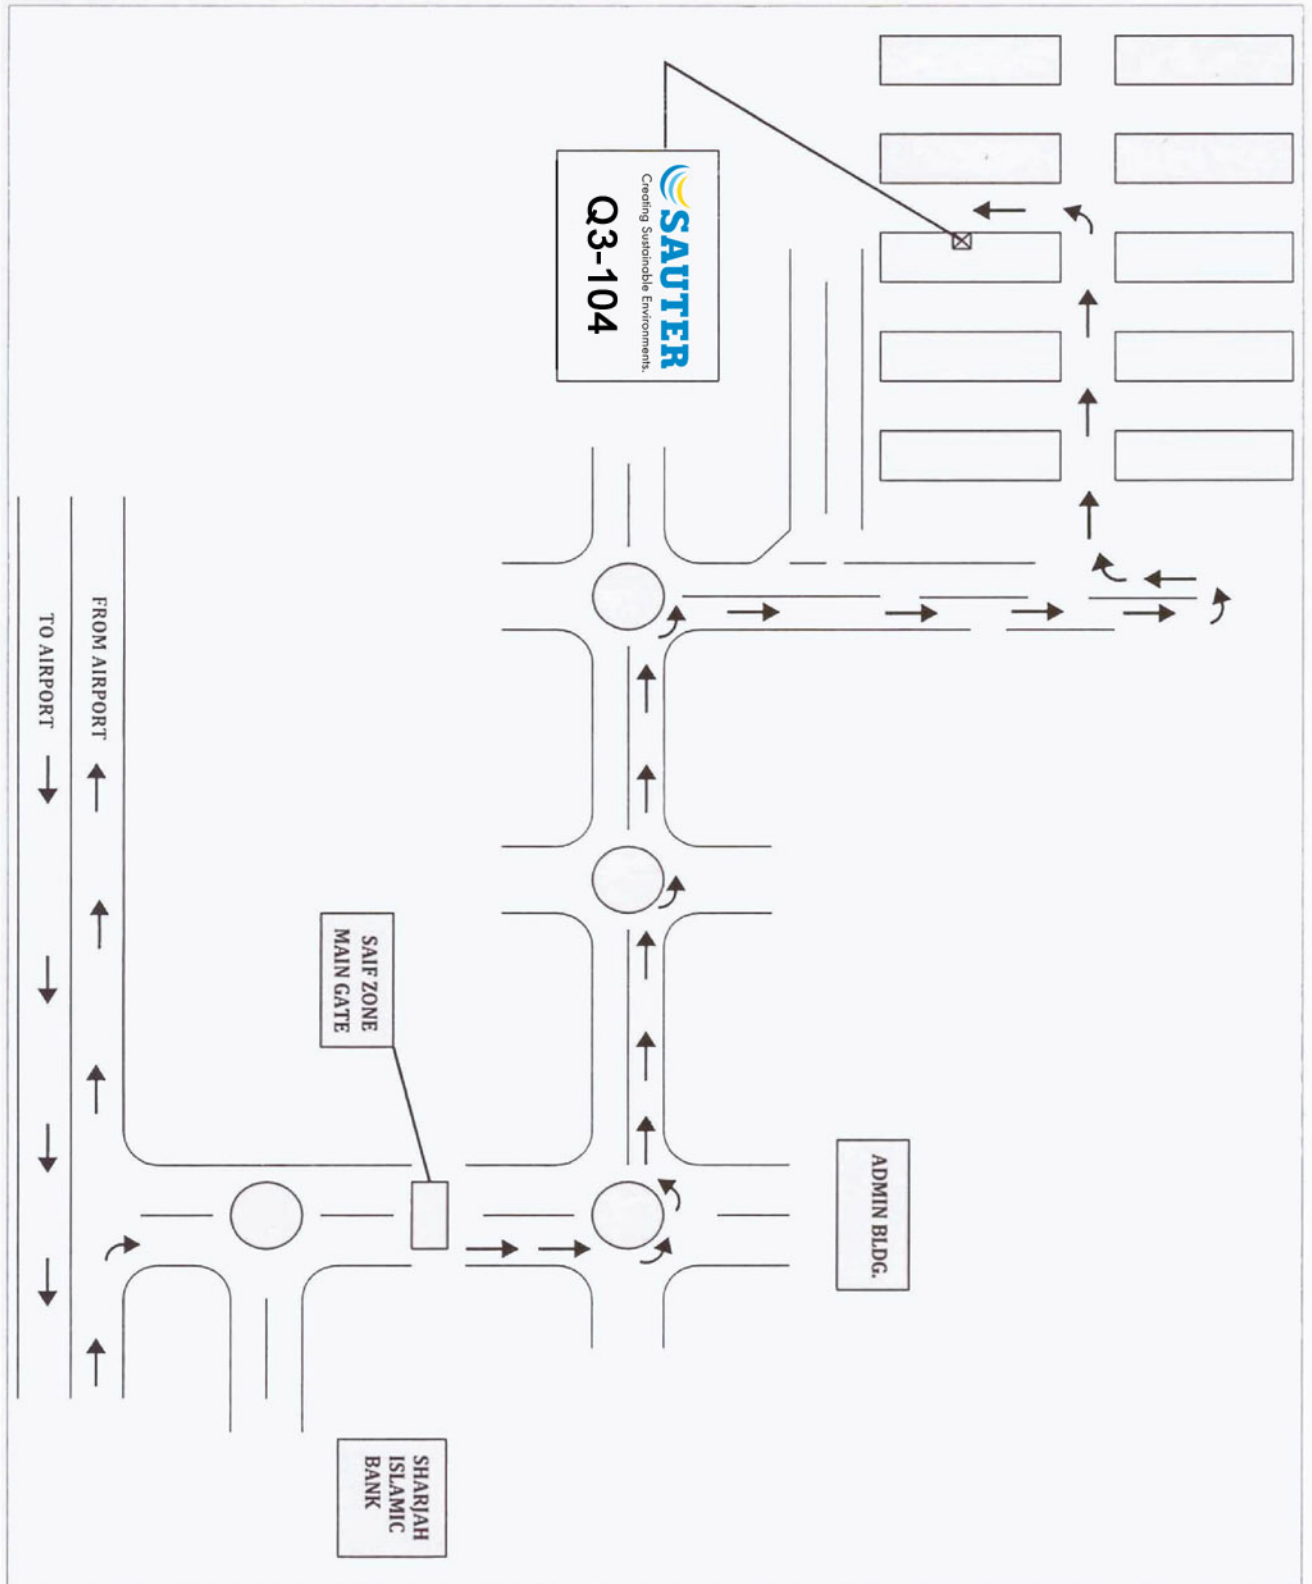 SAUTER
Creating Sustainable Environments.
Q3-104
FROM AIRPORT
TO AIRPORT
SAIF ZONE
MAIN GATE
ADMIN BLDG.
SHARJAH
ISLAMIC
BANK